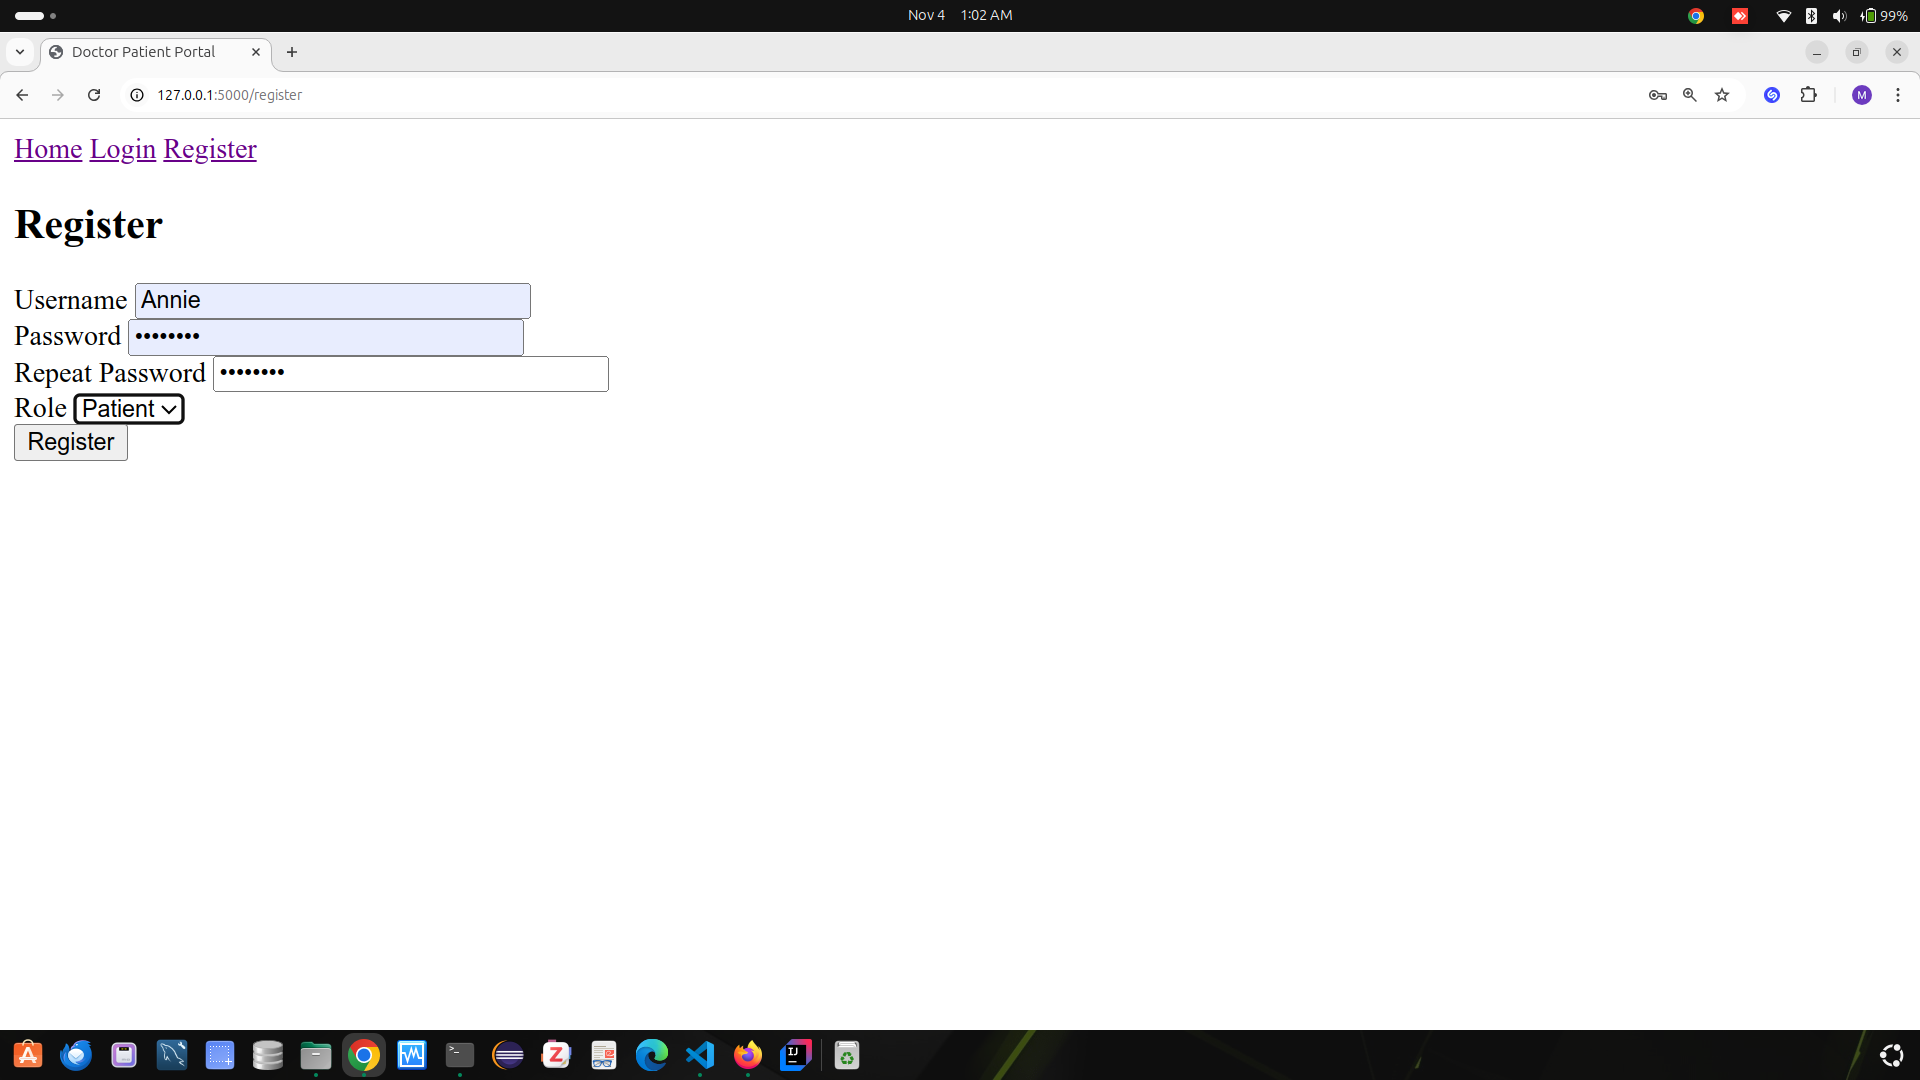 Nov 4 1:02 AM
99%
Doctor Patient Portal
127.0.0.1:5000/register
M
Home Login Register
Register
Username Annie
Password ••••••••
Repeat Password ••••••••
Role Patient
Register